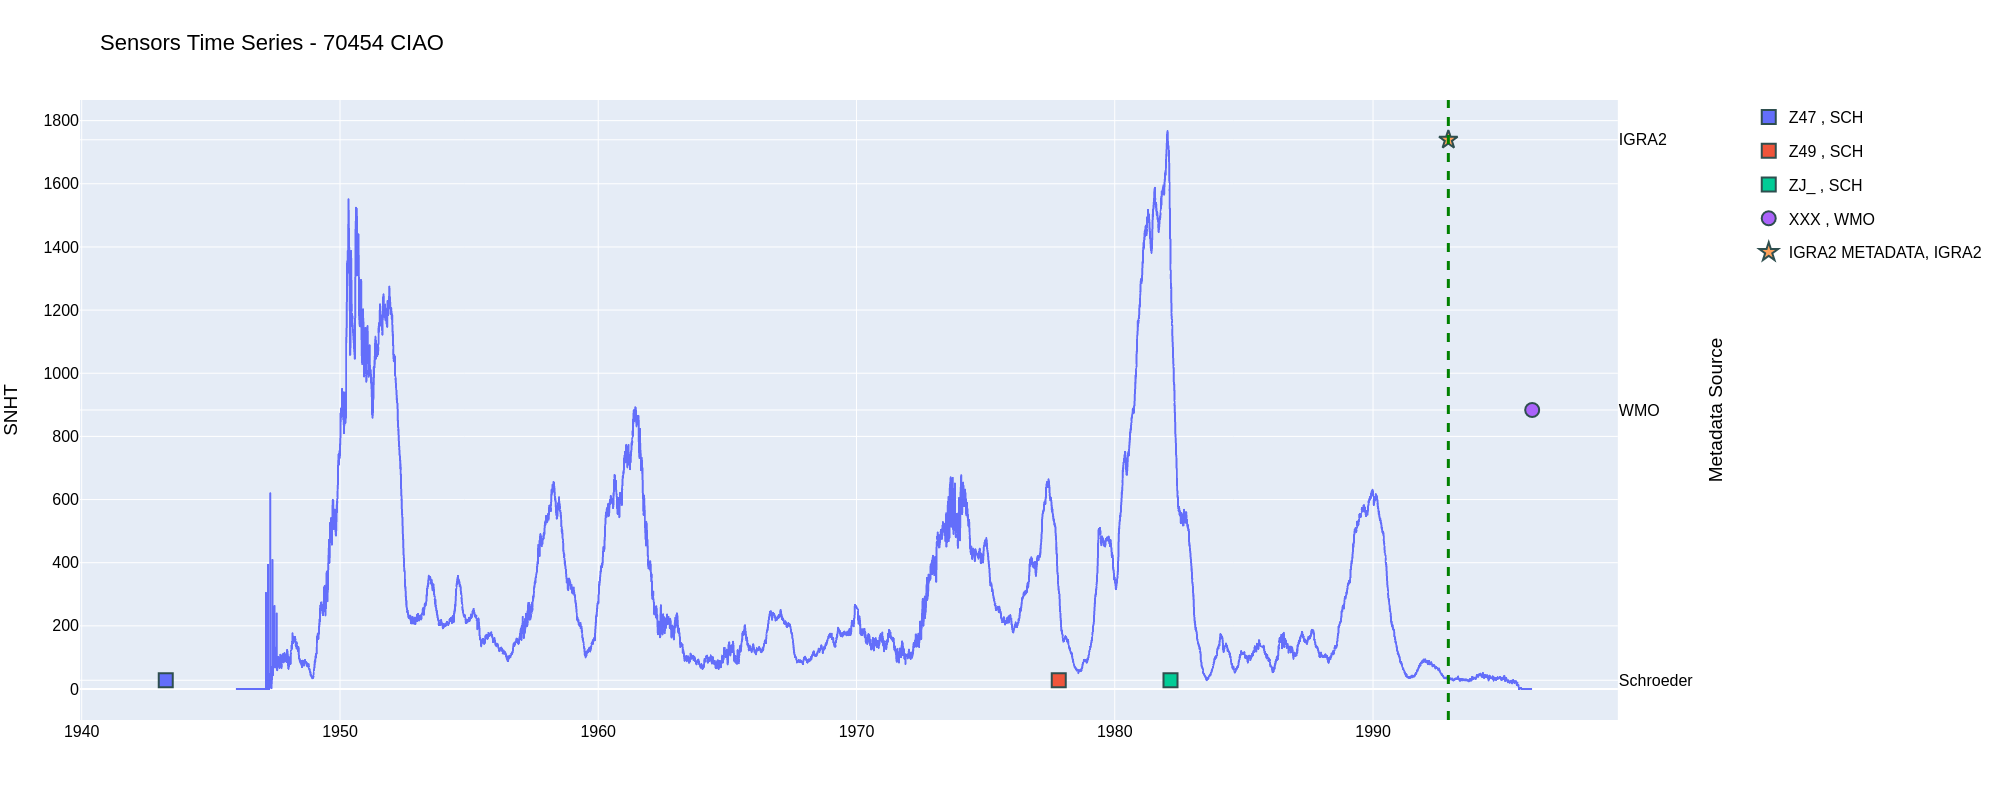 Sensors Time Series - 70454 CIAO
SNHT
1800
1600
1400
1200
1000
800
600
400
200
0
1940
1950
1960
1970
1980
1990
IGRA2
WMO
Schroeder
Metadata Source
Z47 , SCH
Z49 , SCH
ZJ_ , SCH
XXX , WMO
IGRA2 METADATA, IGRA2